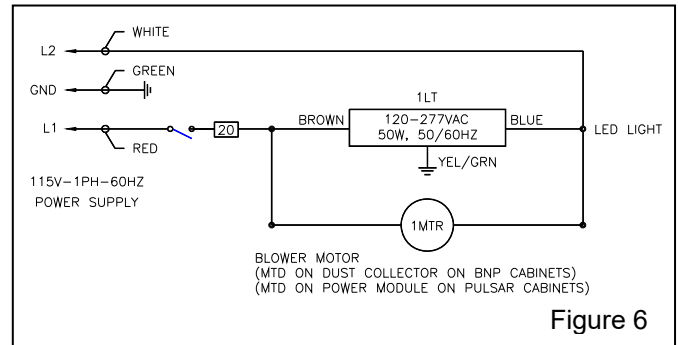 WHITE
L2
GREEN
GND
1LT
L1
20
BROWN
120-277VAC
50W, 50/60HZ
BLUE
LED LIGHT
RED
YEL/GRN
115V-1PH-60HZ
POWER SUPPLY
1MTR
BLOWER MOTOR
(MTD ON DUST COLLECTOR ON BNP CABINETS)
(MTD ON POWER MODULE ON PULSAR CABINETS)
Figure 6